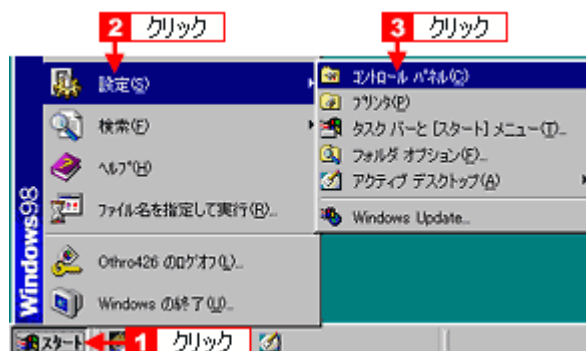 2 クリック
3 クリック
設定(S)
検索(F)
ヘルプ(H)
ファイル名を指定して実行(R)...
Othro426 のログオフ(L)...
Windows の終了(U)...
Windows98
コントロール パネル(C)
プリンタ(P)
タスク バーと [スタート] メニュー(T)...
フォルダ オプション(F)...
アクティブ デスクトップ(A)
Windows Update...
スタート
1 クリック